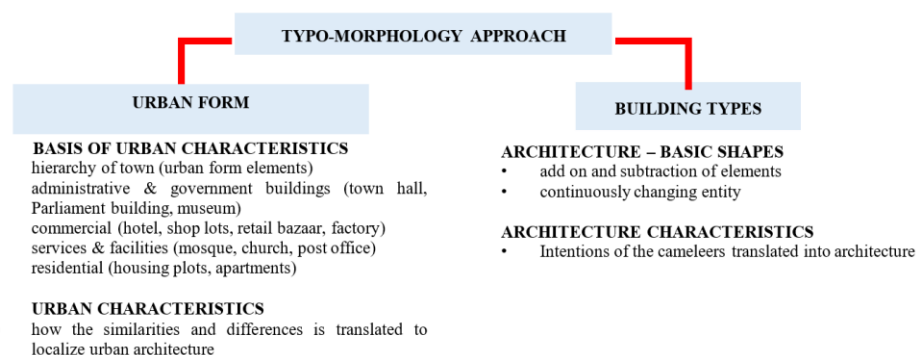 TYPO-MORPHOLOGY APPROACH
URBAN FORM
BASIS OF URBAN CHARACTERISTICS
hierarchy of town (urban form elements)
administrative & government buildings (town hall,
Parliament building, museum)
commercial (hotel, shop lots, retail bazaar, factory)
services & facilities (mosque, church, post office)
residential (housing plots, apartments)
URBAN CHARACTERISTICS
how the similarities and differences is translated to
localize urban architecture
BUILDING TYPES
ARCHITECTURE – BASIC SHAPES
• add on and subtraction of elements
• continuously changing entity
ARCHITECTURE CHARACTERISTICS
• Intentions of the cameleers translated into architecture